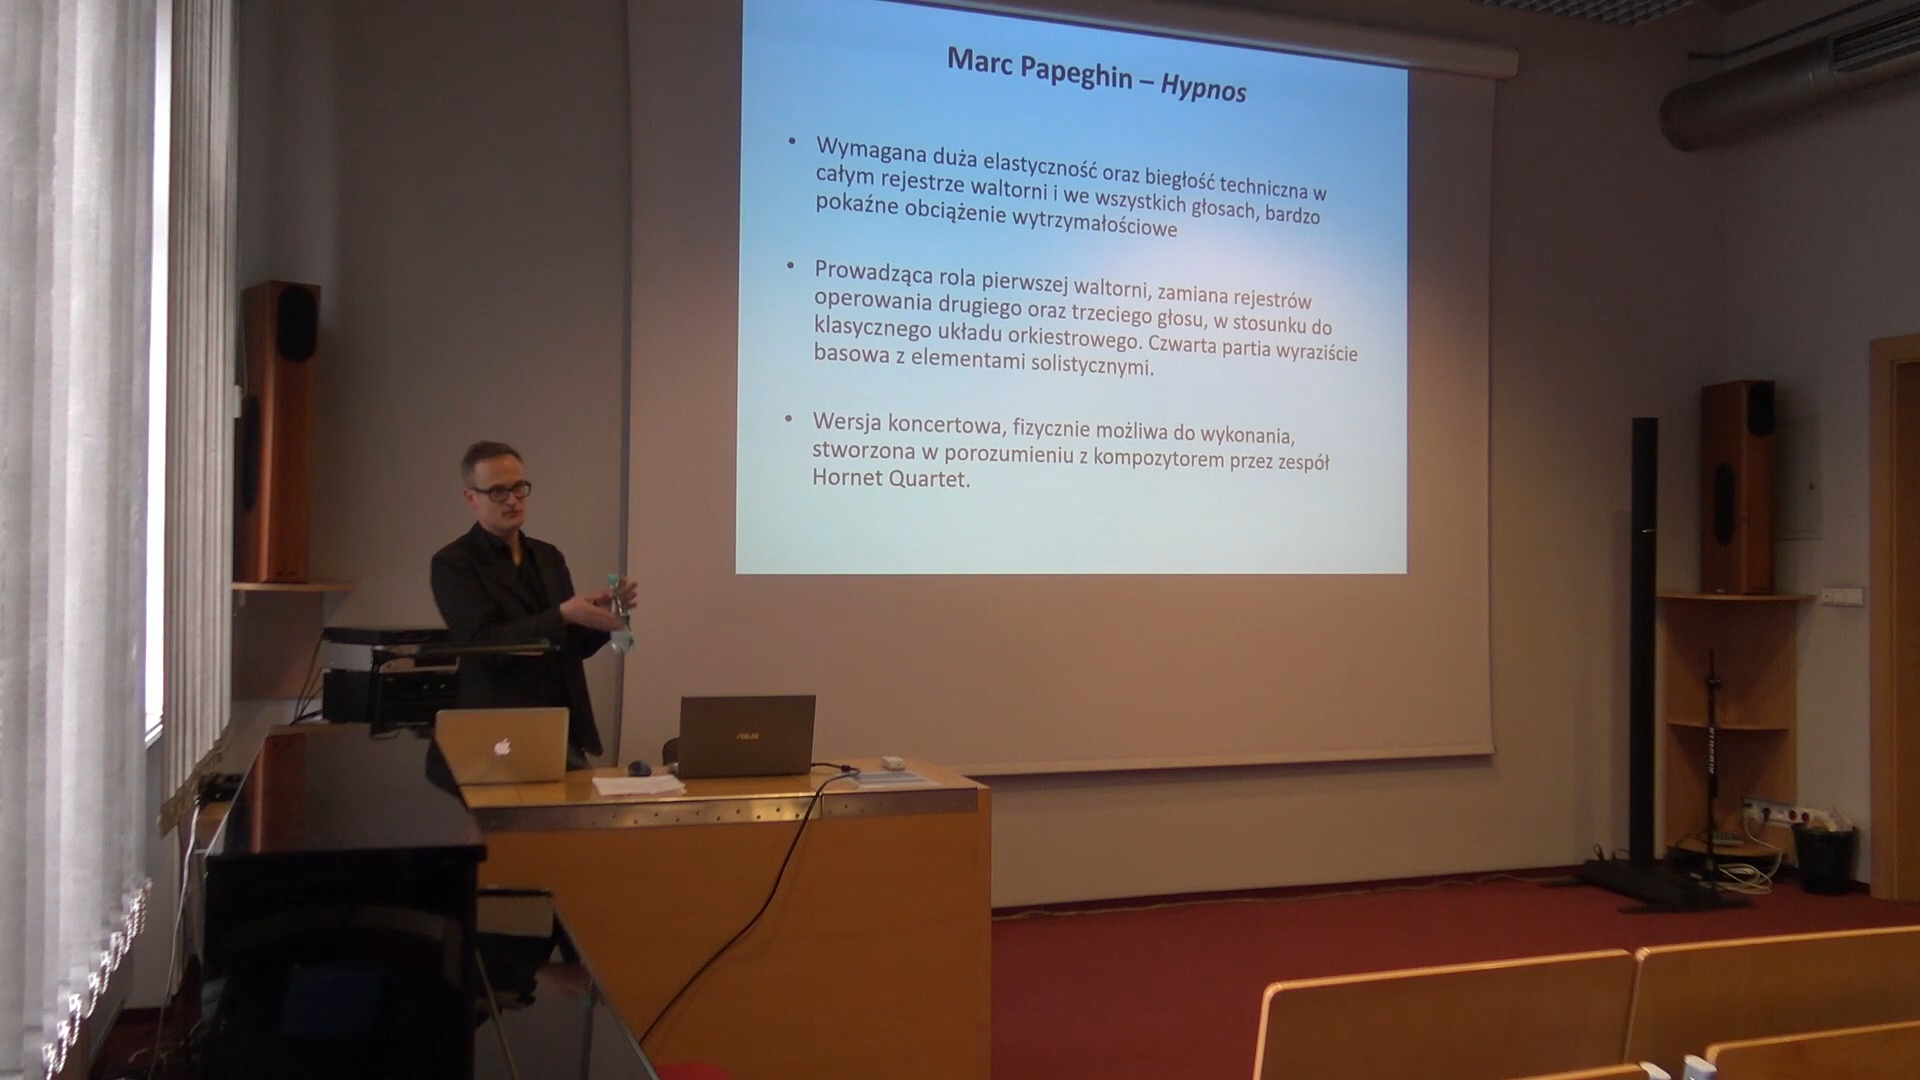 Marc Papeghin – Hypnos
• Wymagana duża elastyczność oraz biegłość techniczna w
całym rejestrze waltorni i we wszystkich głosach, bardzo
pokaźne obciążenie wytrzymałościowe
• Prowadząca rola pierwszej waltorni, zamiana rejestrów
operowania drugiego oraz trzeciego głosu, w stosunku do
klasycznego układu orkiestrowego. Czwarta partia wyraziście
basowa z elementami solistycznymi.
• Wersja koncertowa, fizycznie możliwa do wykonania,
stworzona w porozumieniu z kompozytorem przez zespół
Hornet Quartet.
ASUS